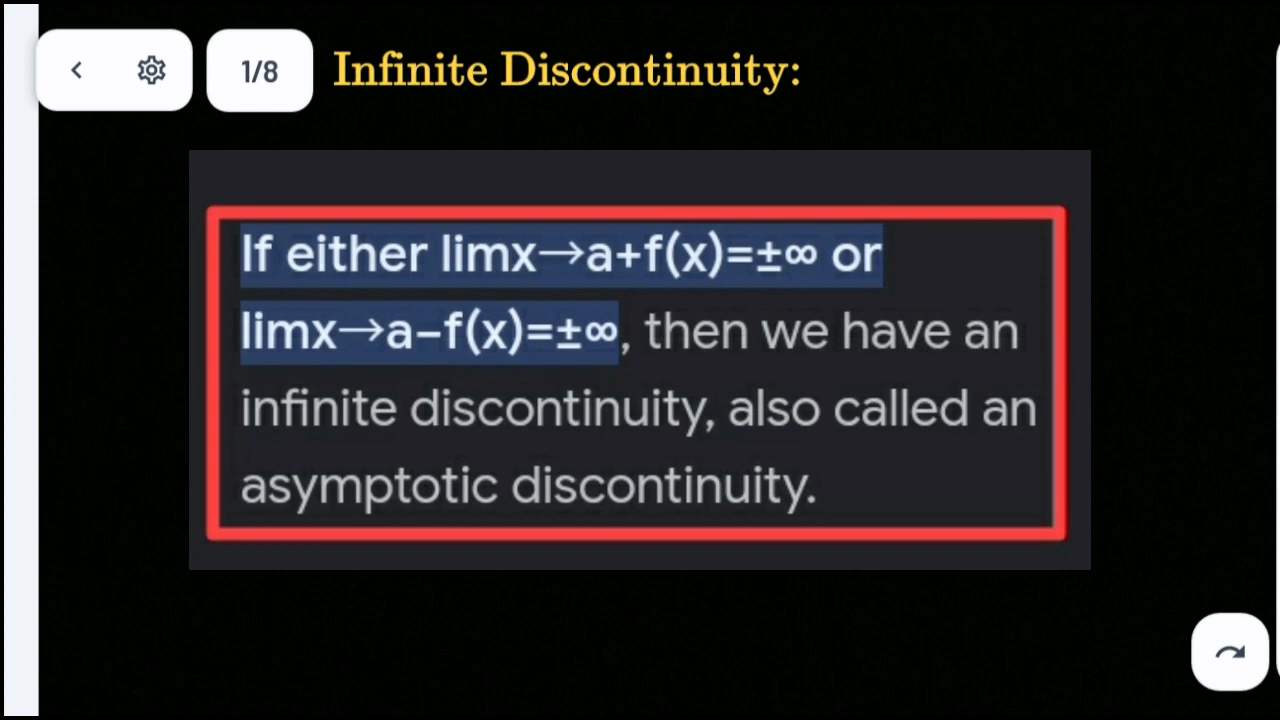 1/8
Infinite Discontinuity:
If either limx→a+f(x)=±∞ or
limx→a−f(x)=±∞, then we have an
infinite discontinuity, also called an
asymptotic discontinuity.